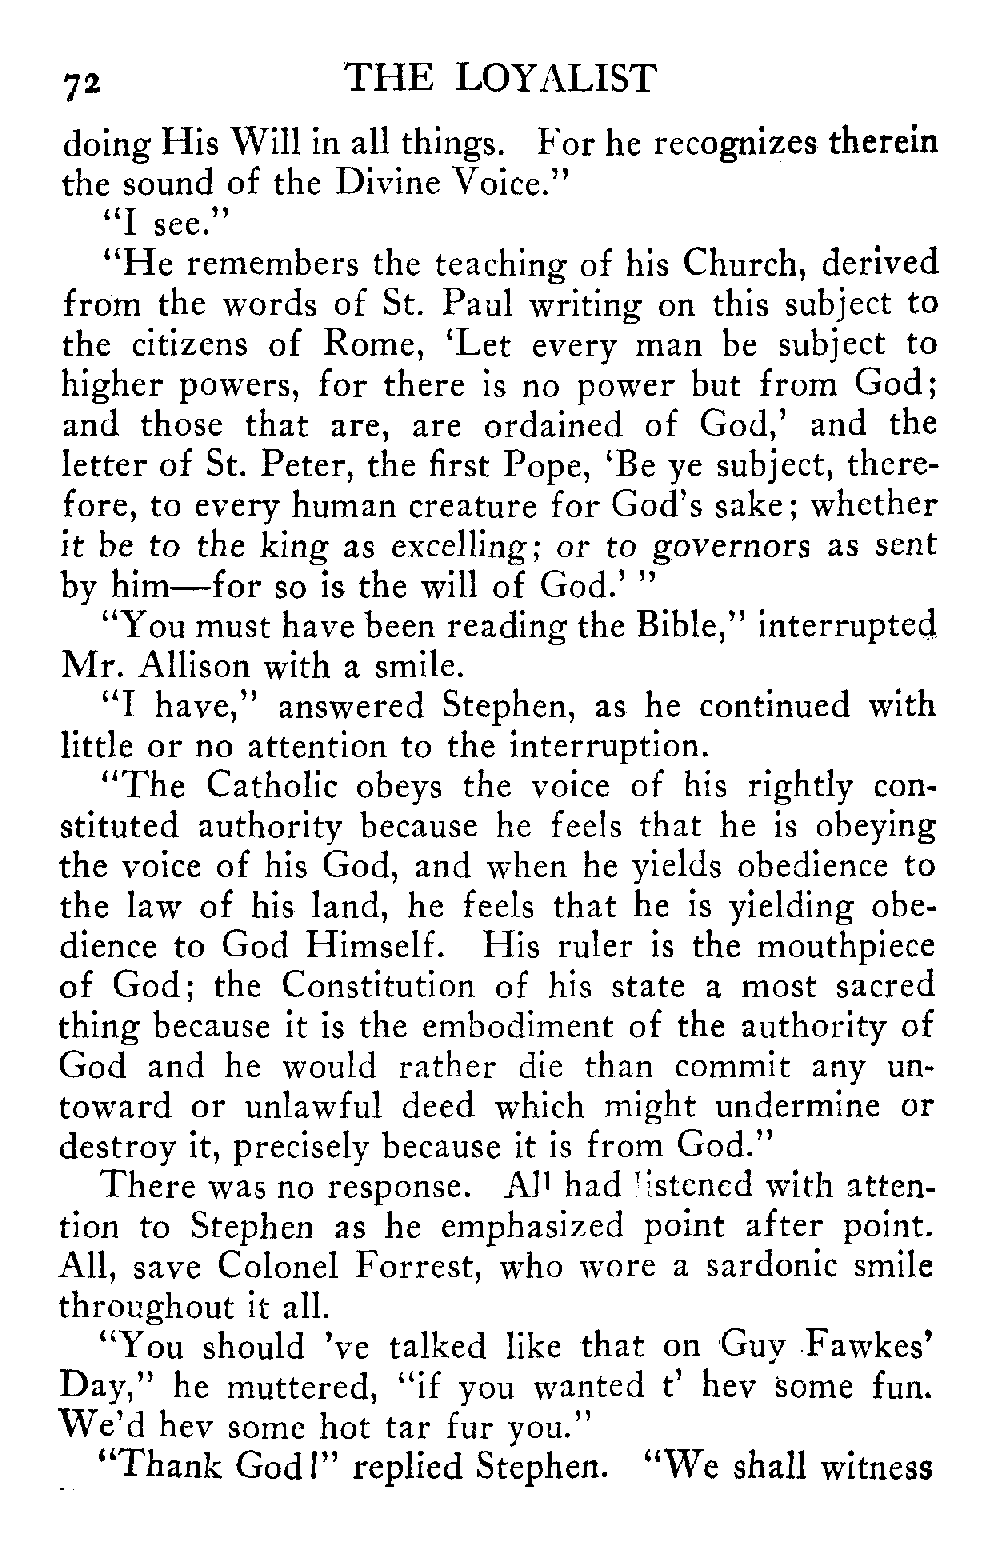 72 THE LOYALIST
doing His Will in all things. For he recognizes therein
the sound of the Divine Voice."
"I see."
"He remembers the teaching of his Church, derived
from the words of St. Paul writing on this subject to
the citizens of Rome, 'Let every man be subject to
higher powers, for there is no power but from God;
and those that are, are ordained of God,' and the
letter of St. Peter, the first Pope, 'Be ye subject, there-
fore, to every human creature for God's sake; whether
it be to the king as excelling; or to governors as sent
by him—for so is the will of God.' "
"You must have been reading the Bible," interrupted
Mr. Allison with a smile.
"I have," answered Stephen, as he continued with
little or no attention to the interruption.
"The Catholic obeys the voice of his rightly con-
stituted authority because he feels that he is obeying
the voice of his God, and when he yields obedience to
the law of his land, he feels that he is yielding obe-
dience to God Himself. His ruler is the mouthpiece
of God; the Constitution of his state a most sacred
thing because it is the embodiment of the authority of
God and he would rather die than commit any un-
toward or unlawful deed which might undermine or
destroy it, precisely because it is from God."
There was no response. All had listened with atten-
tion to Stephen as he emphasized point after point.
All, save Colonel Forrest, who wore a sardonic smile
throughout it all.
"You should 've talked like that on Guy Fawkes'
Day," he muttered, "if you wanted t' hev some fun.
We'd hev some hot tar fur you."
"Thank God!" replied Stephen. "We shall witness